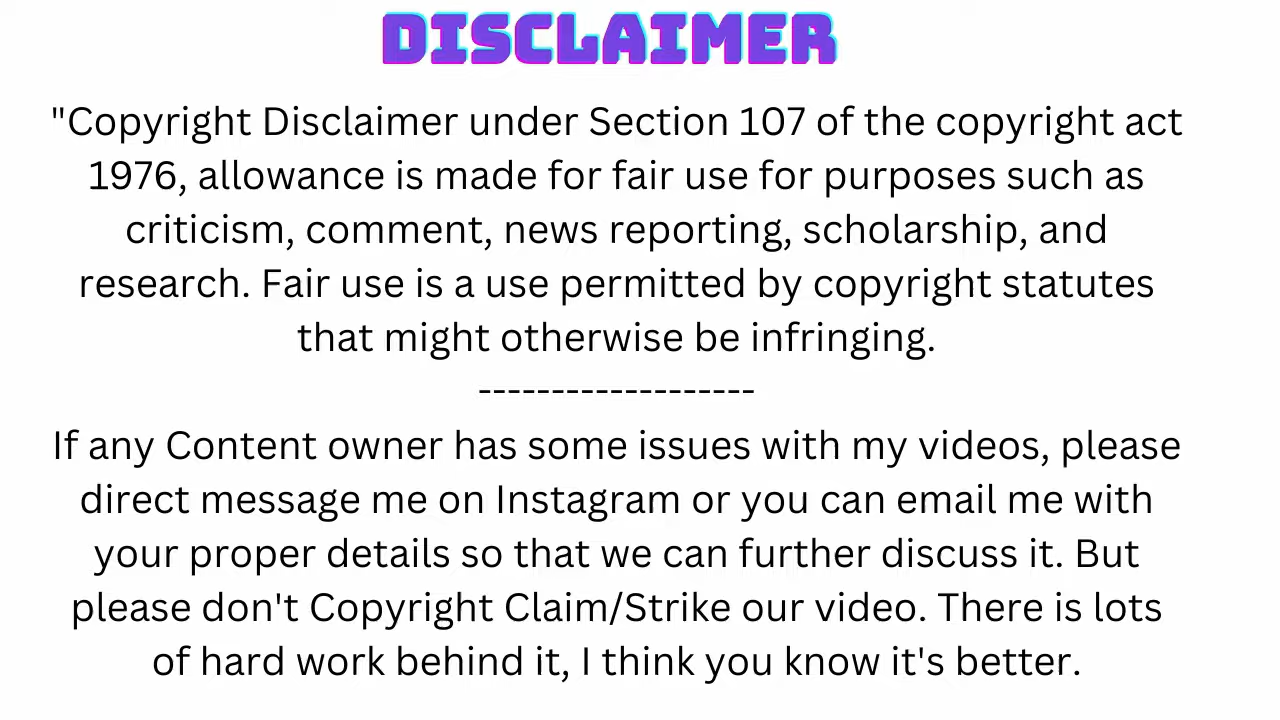 DISCLAIMER
"Copyright Disclaimer under Section 107 of the copyright act
1976, allowance is made for fair use for purposes such as
criticism, comment, news reporting, scholarship, and
research. Fair use is a use permitted by copyright statutes
that might otherwise be infringing.
-------------------
If any Content owner has some issues with my videos, please
direct message me on Instagram or you can email me with
your proper details so that we can further discuss it. But
please don't Copyright Claim/Strike our video. There is lots
of hard work behind it, I think you know it's better.